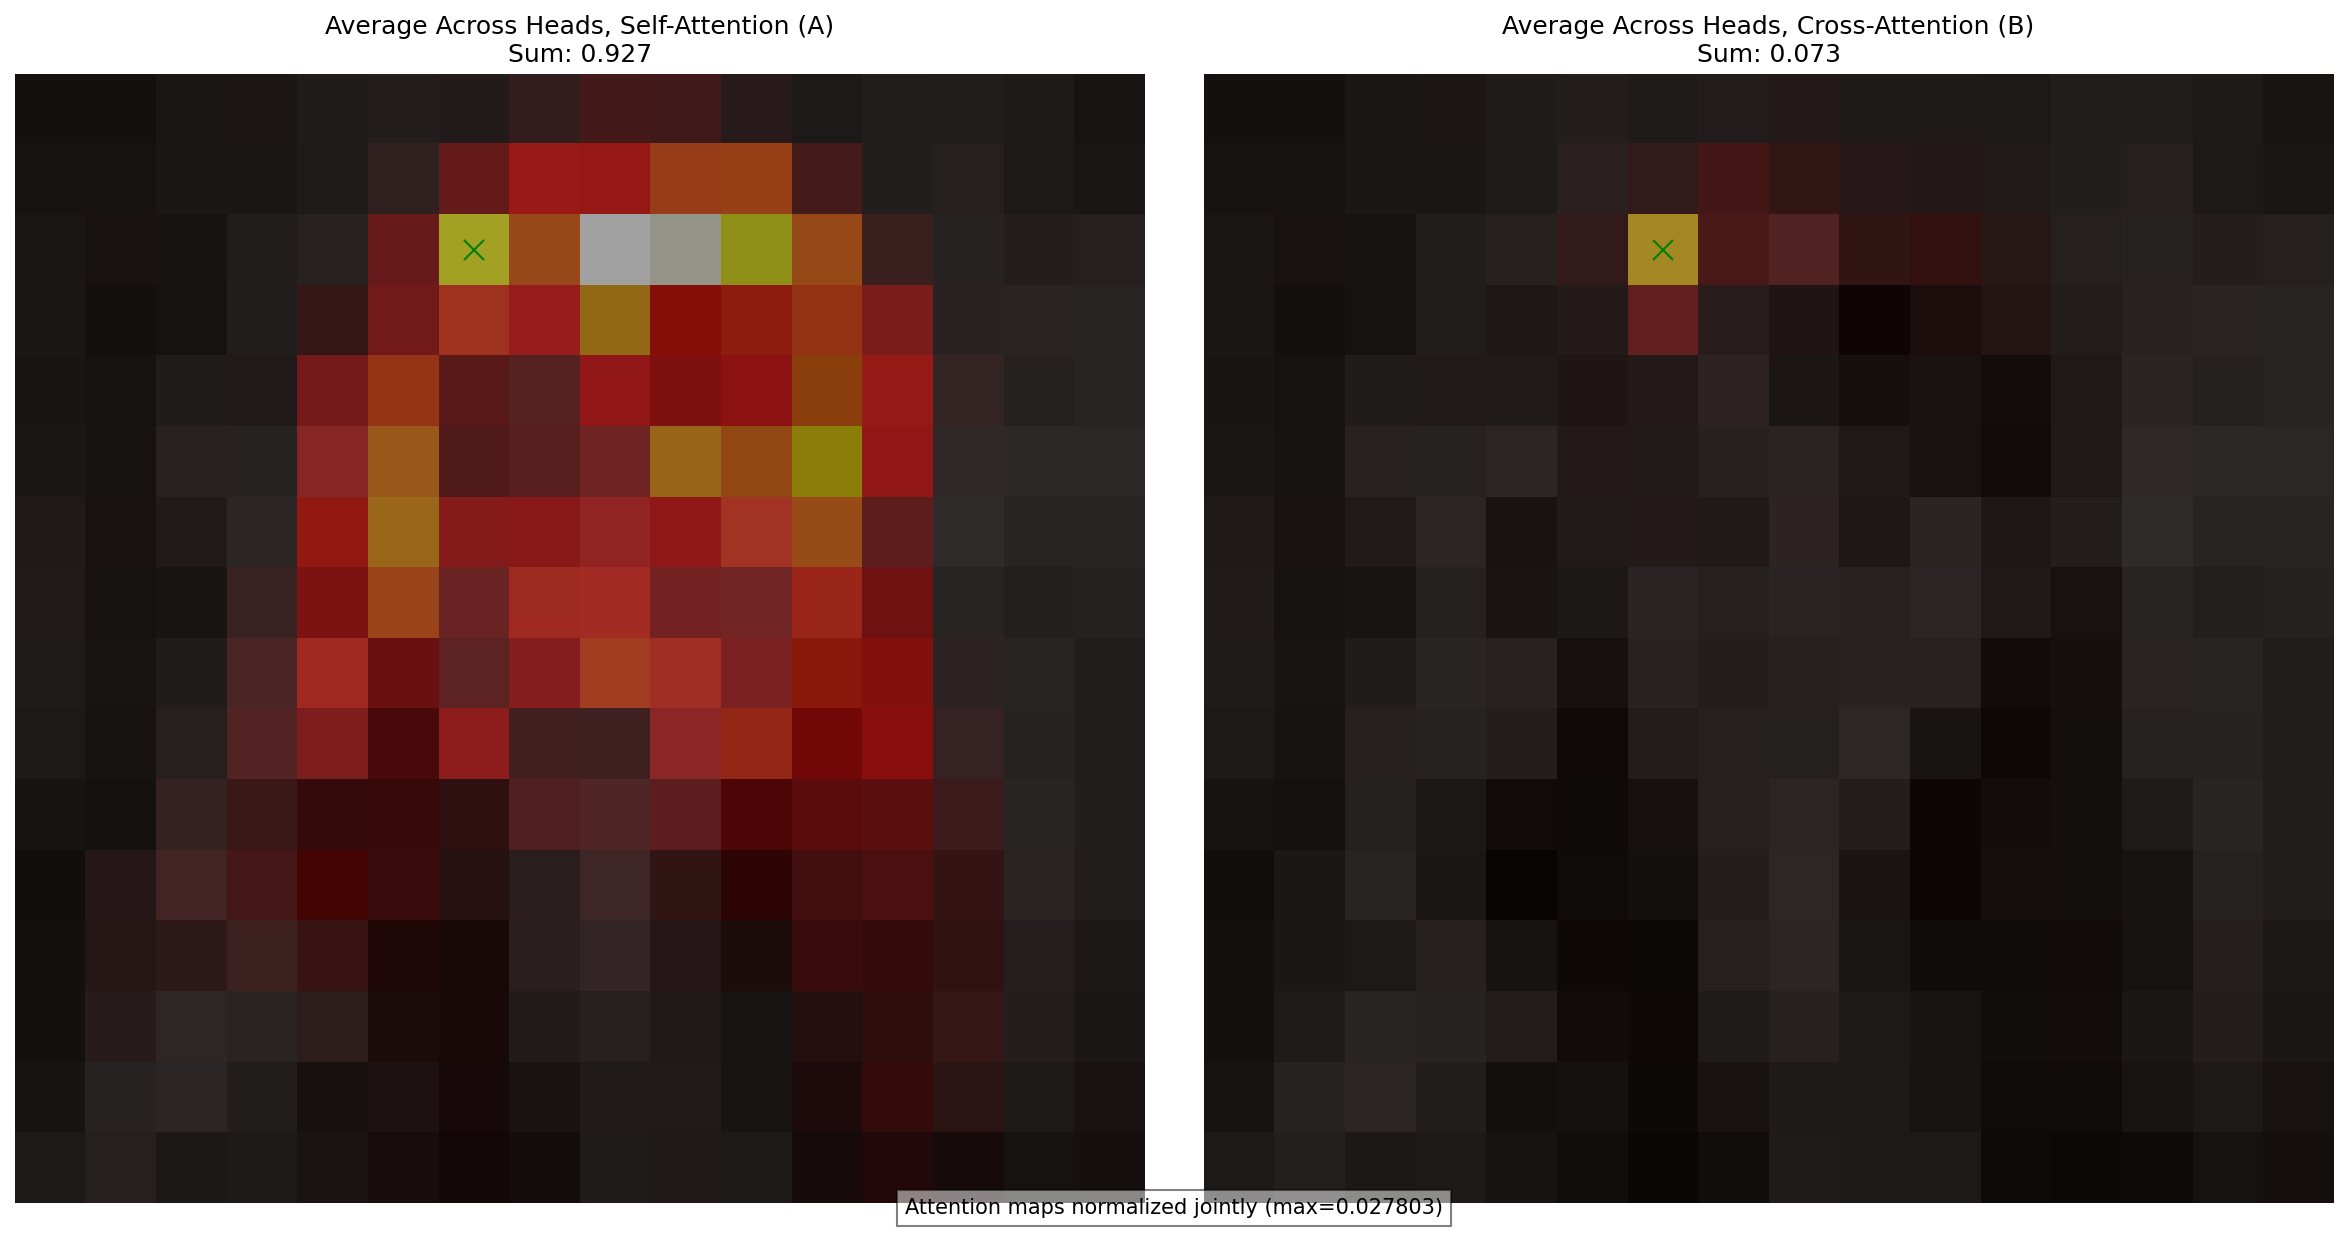 Average Across Heads, Self-Attention (A)
Sum: 0.927
Average Across Heads, Cross-Attention (B)
Sum: 0.073
Attention maps normalized jointly (max=0.027803)